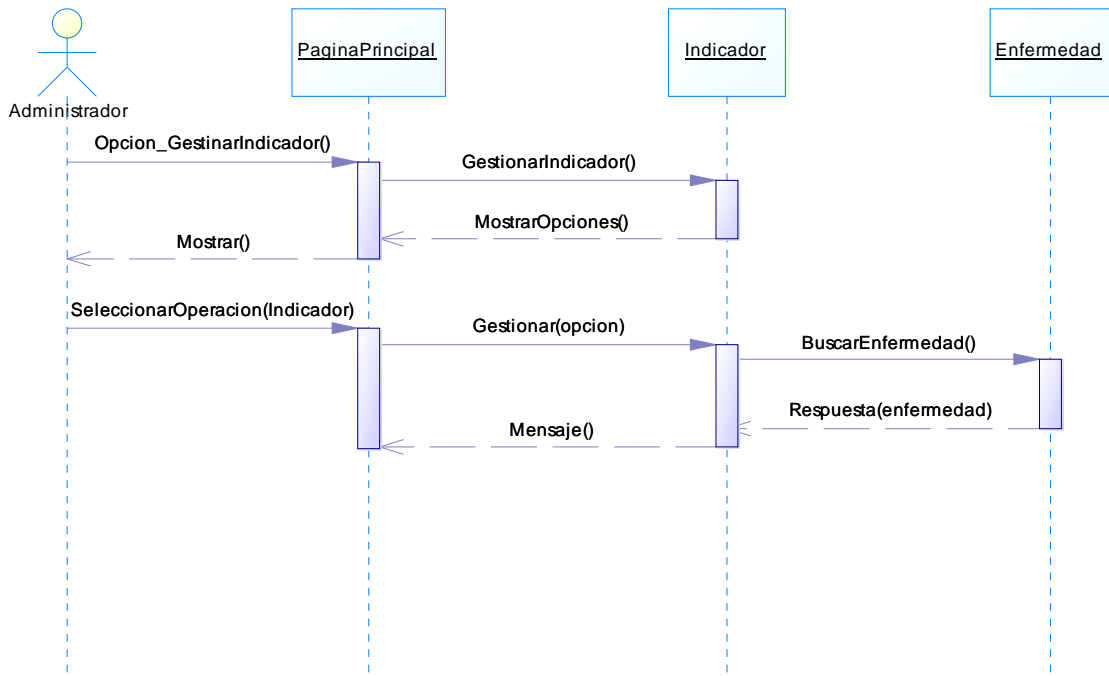 PaginaPrincipal
Indicador
Enfermedad
Administrador
Opcion_GestinarIndicador()
GestionarIndicador()
MostrarOpciones()
Mostrar()
SeleccionarOperacion(Indicador)
Gestionar(opcion)
BuscarEnfermedad()
Respuesta(enfermedad)
Mensaje()